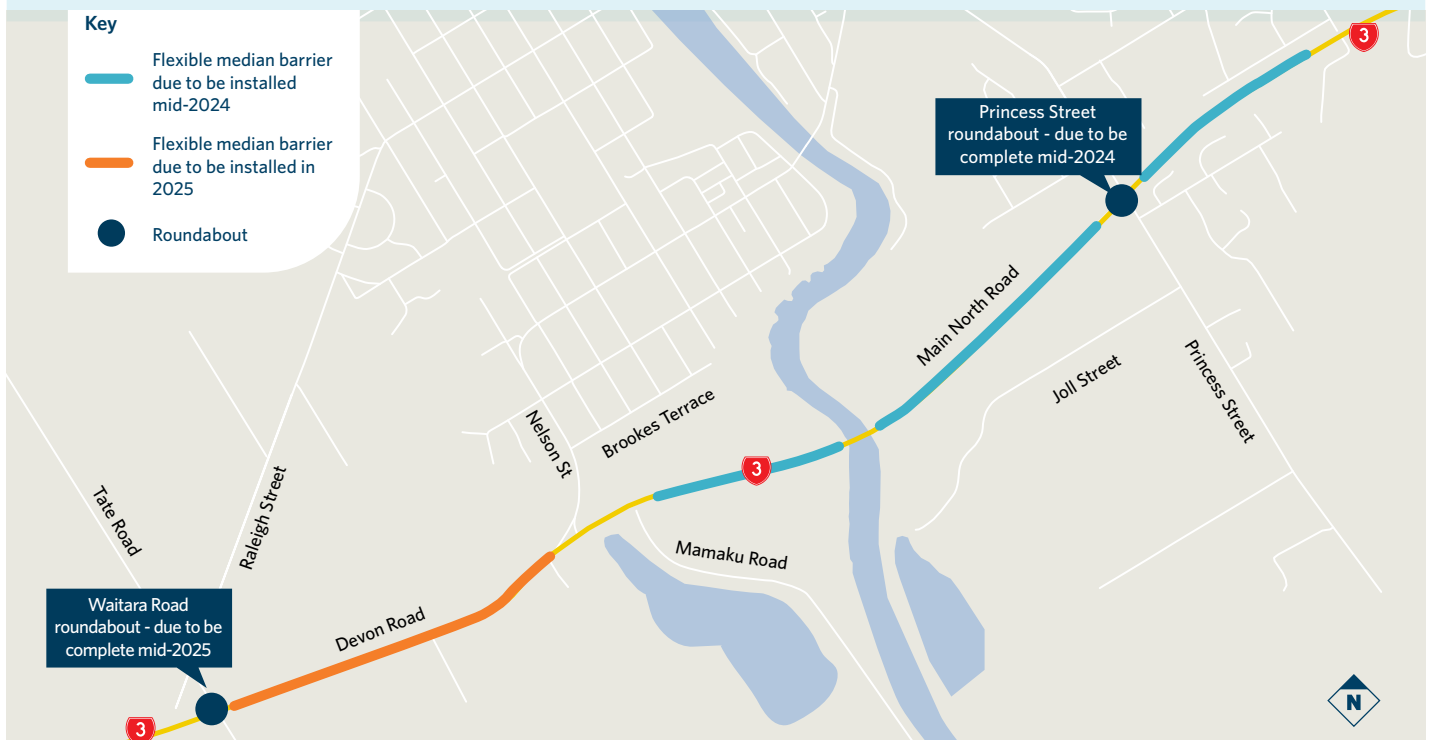 Key
Flexible median barrier
due to be installed
mid-2024
Flexible median barrier
due to be installed in
2025
Roundabout
3
Princess Street
roundabout - due to be
complete mid-2024
Main North Road
Joll Street
Princess Street
Nelson St
Brookes Terrace
3
Tate Road
Raleigh Street
Mamaku Road
Devon Road
Waitara Road
roundabout - due to be
complete mid-2025
3
N